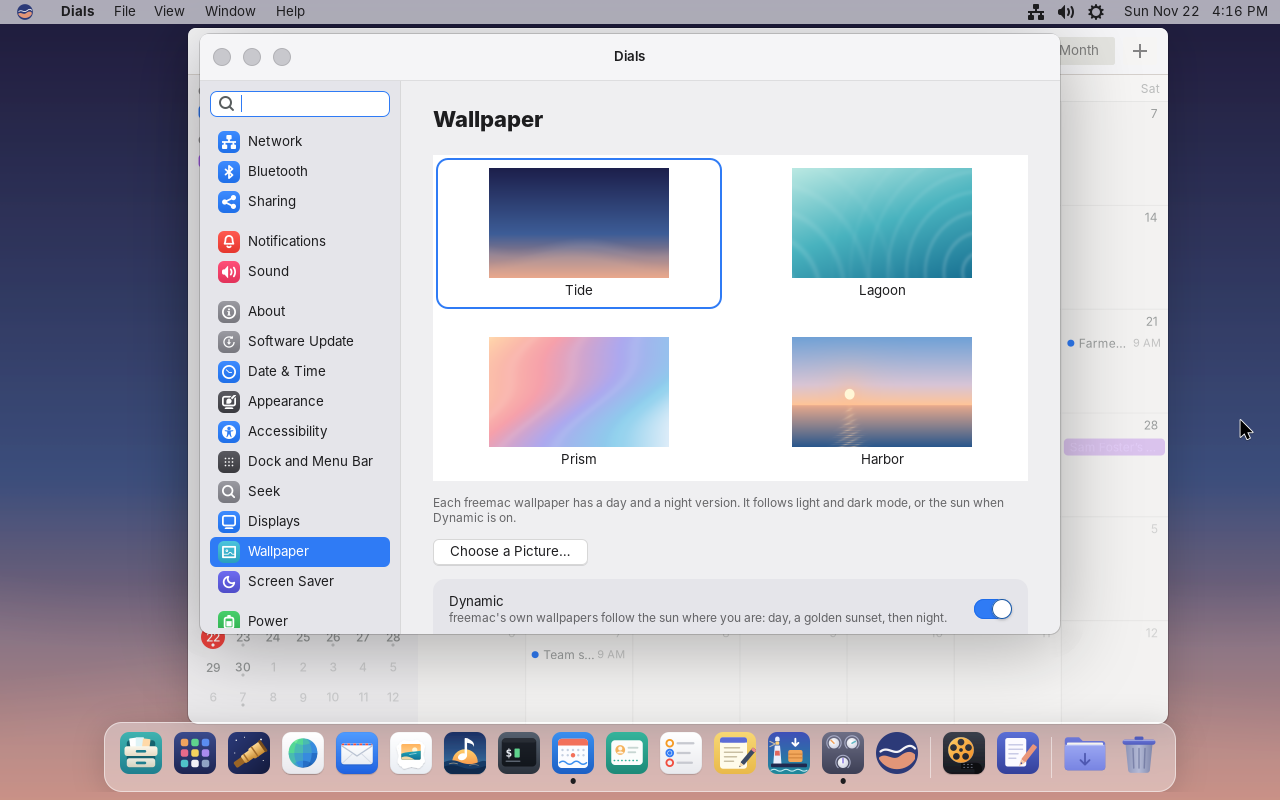 Dials File View Window Help Sun Nov 22 4:16 PM
Month
Dials
Sat
Network
Bluetooth
Sharing
Notifications
Sound
About
Software Update
Date & Time
Appearance
Accessibility
Dock and Menu Bar
Seek
Displays
Wallpaper
Screen Saver
Power
Wallpaper
Tide
Lagoon
Prism
Harbor
Each freemac wallpaper has a day and a night version. It follows light and dark mode, or the sun when
Dynamic is on.
Choose a Picture...
Dynamic
freemac's own wallpapers follow the sun where you are: day, a golden sunset, then night.
7
14
21
Farme... 9 AM
28
5
12
22 23 24 25 26 27 28
29 30 1 2 3 4 5
6 7 8 9 10 11 12
Team s... 9 AM
$